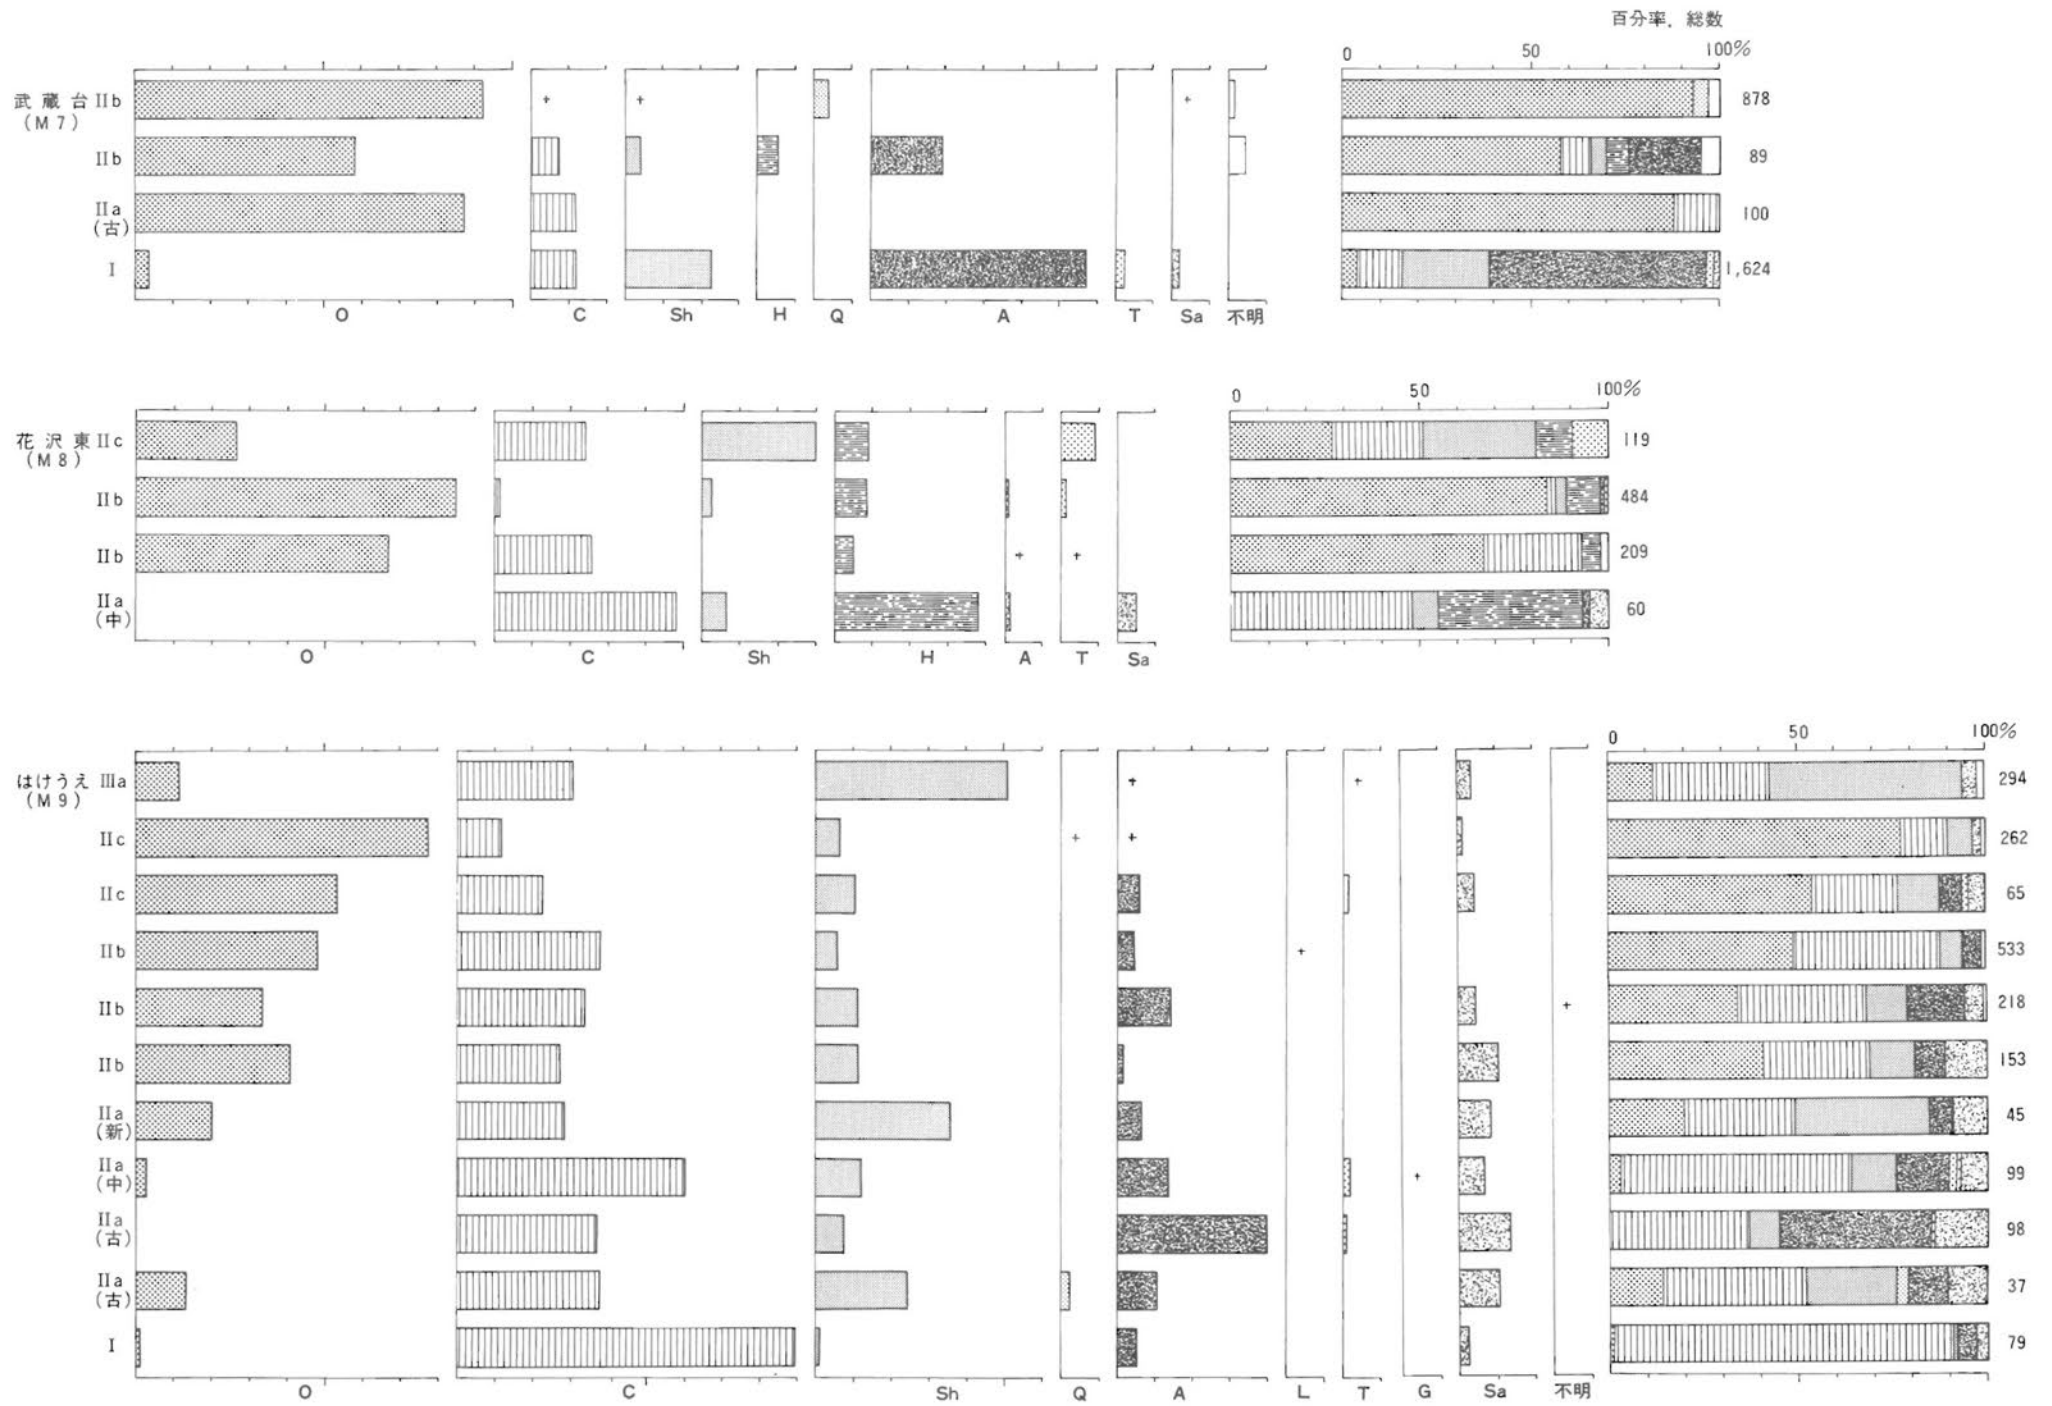 百分率，総数
0 50 100%
武蔵台 IIb 878
(M7)
IIb 89
IIa 100
(古)
I 1,624
O C Sh H Q A T Sa 不明
0 50 100%
花沢東 IIc 119
(M8)
IIb 484
IIb 209
IIa 60
(中)
O C Sh H A T Sa
0 50 100%
はけうえ IIIa 294
(M9)
IIc 262
IIc 65
IIb 533
IIb 218
IIb 153
IIa 45
(新)
IIa 99
(中)
IIa 98
(古)
IIa 37
(古)
I 79
O C Sh Q A L T G Sa 不明